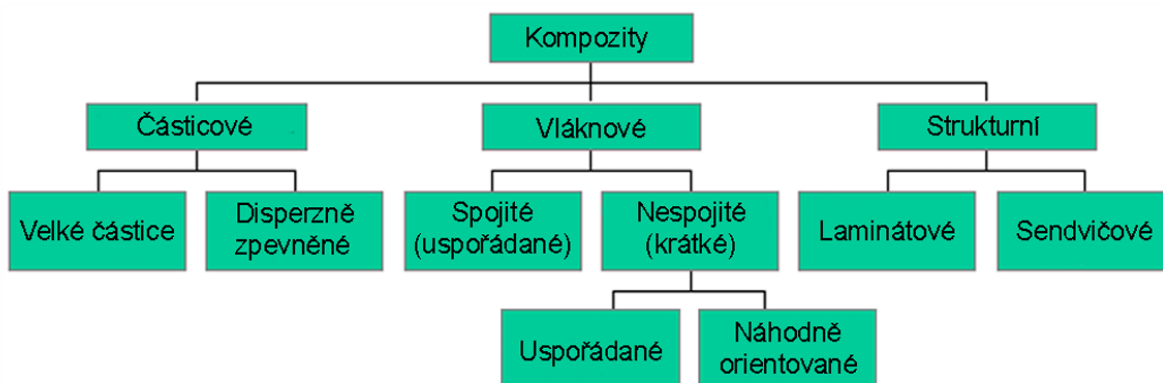 Kompozity
Částicové
Vláknové
Strukturní
Velké částice
Disperzně
zpevněné
Spojité
(uspořádané)
Nespojité
(krátké)
Laminátové
Sendvičové
Uspořádané
Náhodně
orientované